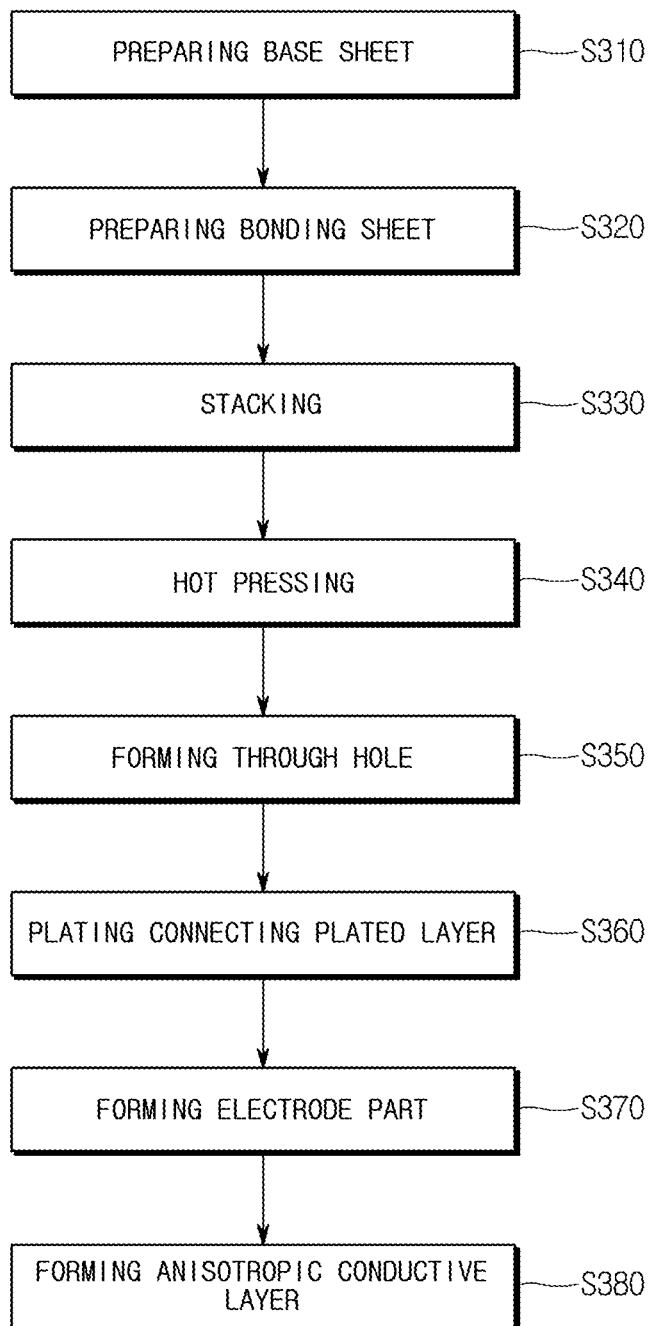 PREPARING BASE SHEET
S310
PREPARING BONDING SHEET
S320
STACKING
S330
HOT PRESSING
S340
FORMING THROUGH HOLE
S350
PLATING CONNECTING PLATED LAYER
S360
FORMING ELECTRODE PART
S370
FORMING ANISOTROPIC CONDUCTIVE
LAYER
S380